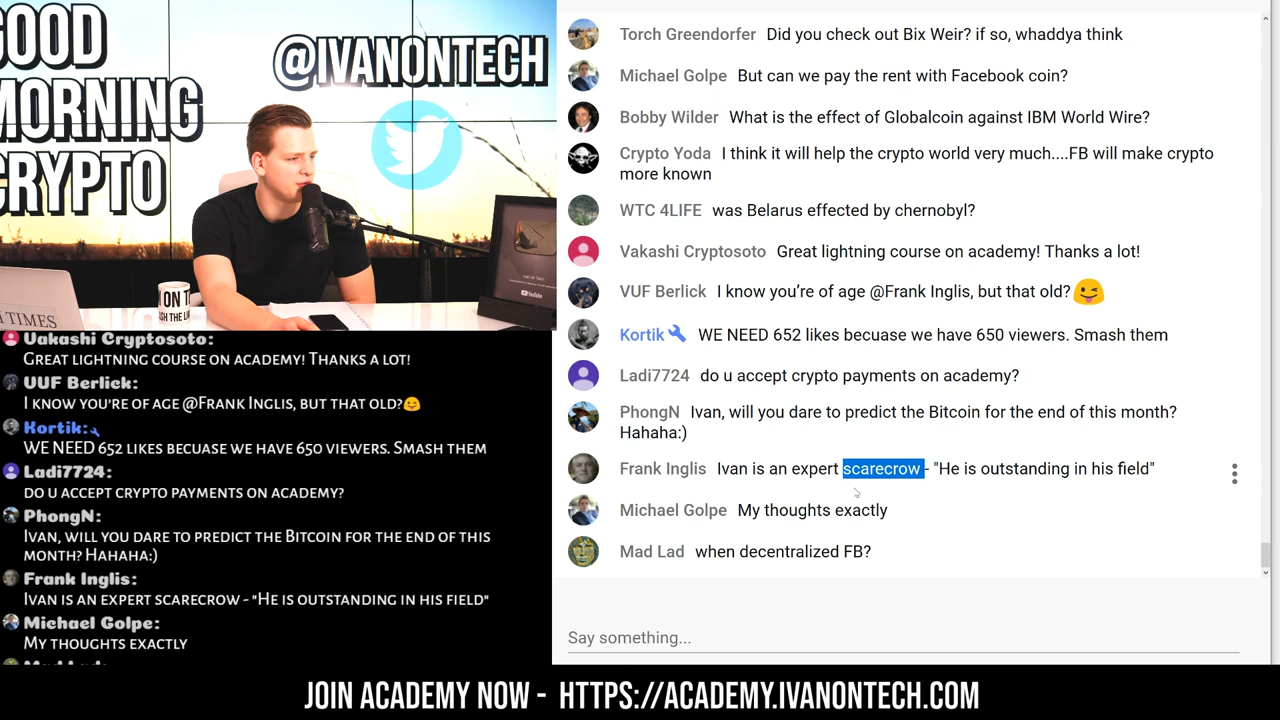 GOOD
MORNING
CRYPTO
@IVANONTECH
TIMES
ON T
YouTube
Vakashi Cryptosoto:
GREAT LIGHTNING COURSE ON ACADEMY! THANKS A LOT!
VUF Berlick:
I KNOW YOU'RE OF AGE @FRANK INGLIS, BUT THAT OLD?😜
Kortik:🔧
WE NEED 652 LIKES BECUASE WE HAVE 650 VIEWERS. SMASH THEM
Ladi7724:
DO U ACCEPT CRYPTO PAYMENTS ON ACADEMY?
PhongN:
IVAN, WILL YOU DARE TO PREDICT THE BITCOIN FOR THE END OF THIS
MONTH? HAHAHA:)
Frank Inglis:
IVAN IS AN EXPERT SCARECROW - "HE IS OUTSTANDING IN HIS FIELD"
Michael Golpe:
MY THOUGHTS EXACTLY
Mad Lad:
Torch Greendorfer Did you check out Bix Weir? if so, whaddya think
Michael Golpe But can we pay the rent with Facebook coin?
Bobby Wilder What is the effect of Globalcoin against IBM World Wire?
Crypto Yoda I think it will help the crypto world very much....FB will make crypto
more known
WTC 4LIFE was Belarus effected by chernobyl?
Vakashi Cryptosoto Great lightning course on academy! Thanks a lot!
VUF Berlick I know you're of age @Frank Inglis, but that old?😜
Kortik🔧 WE NEED 652 likes becuase we have 650 viewers. Smash them
Ladi7724 do u accept crypto payments on academy?
PhongN Ivan, will you dare to predict the Bitcoin for the end of this month?
Hahaha:)
Frank Inglis Ivan is an expert scarecrow - "He is outstanding in his field"
Michael Golpe My thoughts exactly
Mad Lad when decentralized FB?
Say something...
JOIN ACADEMY NOW - HTTPS://ACADEMY.IVANONTECH.COM